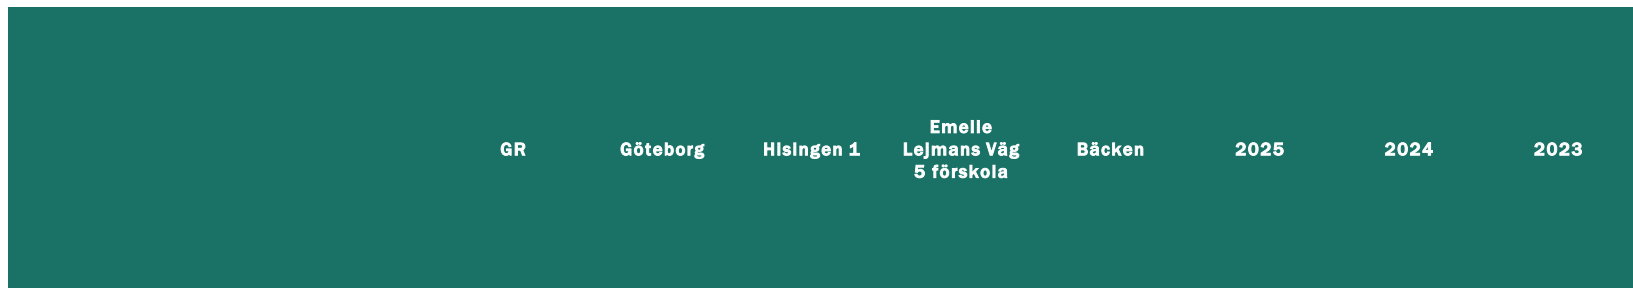 Emelie
GR Göteborg Hisingen 1 Lejmans Väg Bäcken 2025 2024 2023
5 förskola